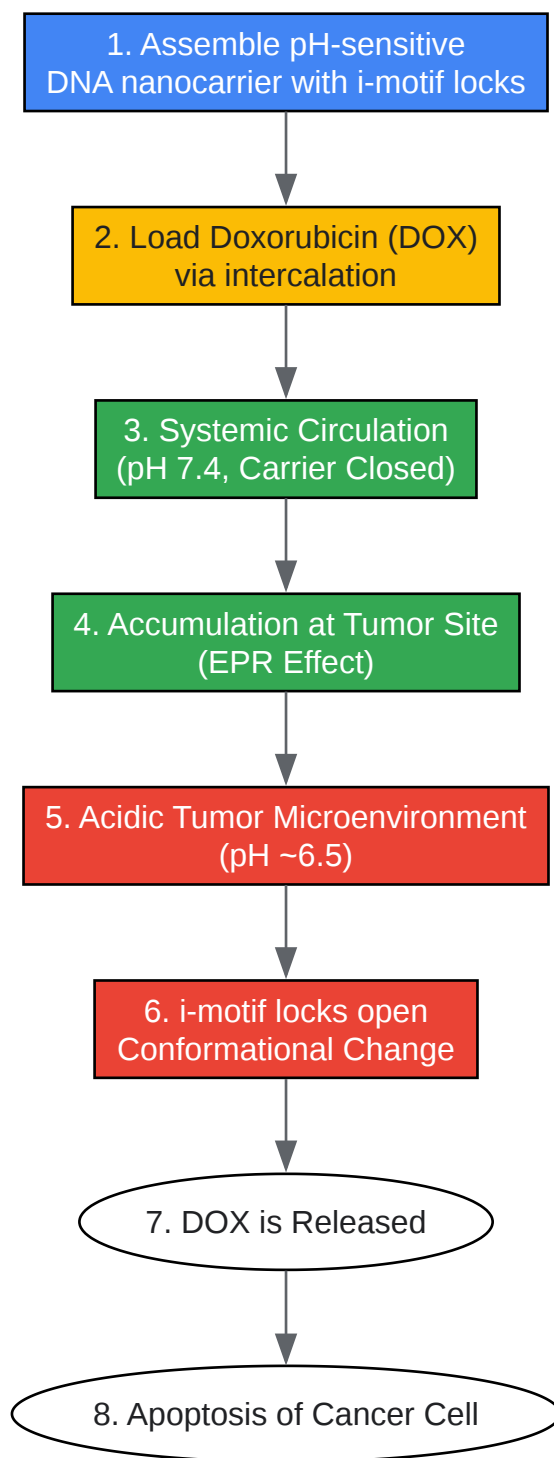 1. Assemble pH-sensitive
DNA nanocarrier with i-motif locks
2. Load Doxorubicin (DOX)
via intercalation
3. Systemic Circulation
(pH 7.4, Carrier Closed)
4. Accumulation at Tumor Site
(EPR Effect)
5. Acidic Tumor Microenvironment
(pH ~6.5)
6. i-motif locks open
Conformational Change
7. DOX is Released
8. Apoptosis of Cancer Cell